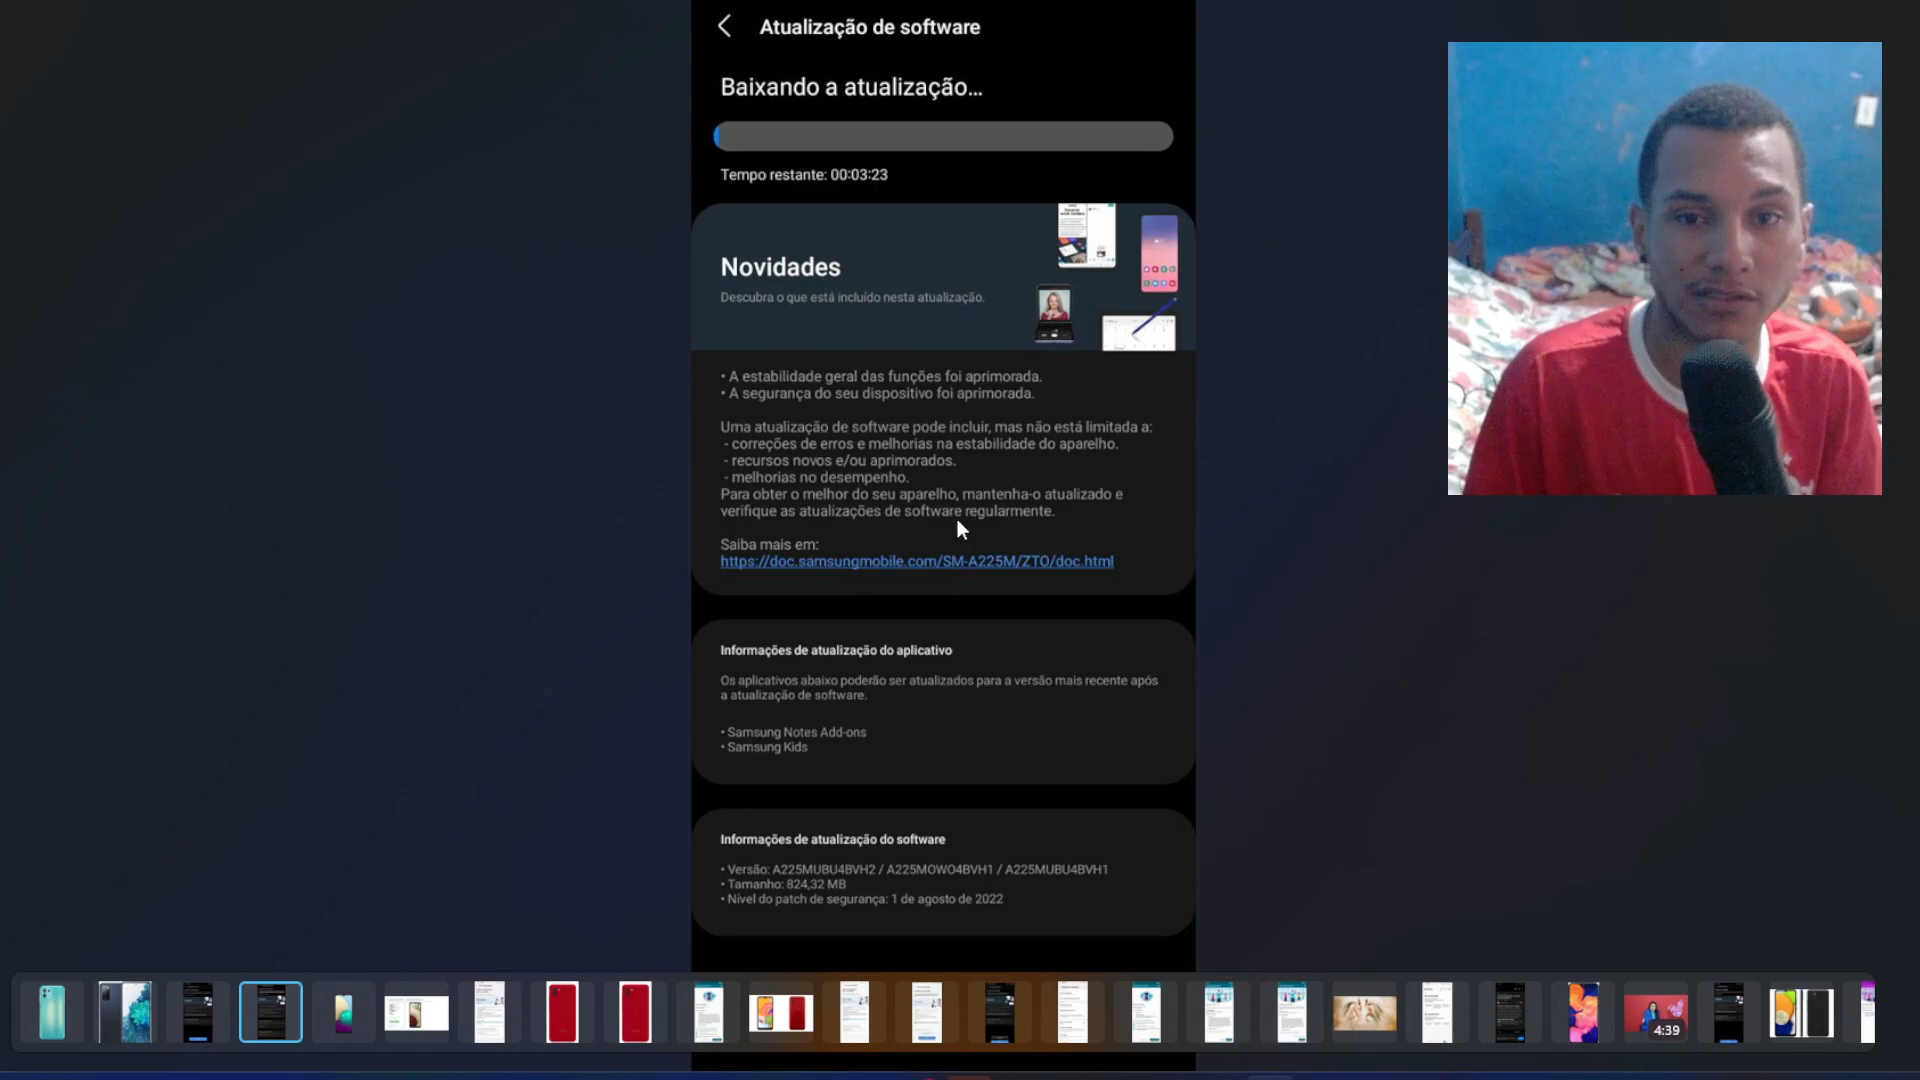 Atualização de software
Baixando a atualização...
Tempo restante: 00:03:23
Novidades
Descubra o que está incluído nesta atualização.
• A estabilidade geral das funções foi aprimorada.
• A segurança do seu dispositivo foi aprimorada.
Uma atualização de software pode incluir, mas não está limitada a:
- correções de erros e melhorias na estabilidade do aparelho.
- recursos novos e/ou aprimorados.
- melhorias no desempenho.
Para obter o melhor do seu aparelho, mantenha-o atualizado e
verifique as atualizações de software regularmente.
Saiba mais em:
https://doc.samsungmobile.com/SM-A225M/ZTO/doc.html
Informações de atualização do aplicativo
Os aplicativos abaixo poderão ser atualizados para a versão mais recente após
a atualização de software.
• Samsung Notes Add-ons
• Samsung Kids
Informações de atualização do software
• Versão: A225MUBU4BVH2 / A225MOWO4BVH1 / A225MUBU4BVH1
• Tamanho: 824,32 MB
• Nível do patch de segurança: 1 de agosto de 2022
4:39